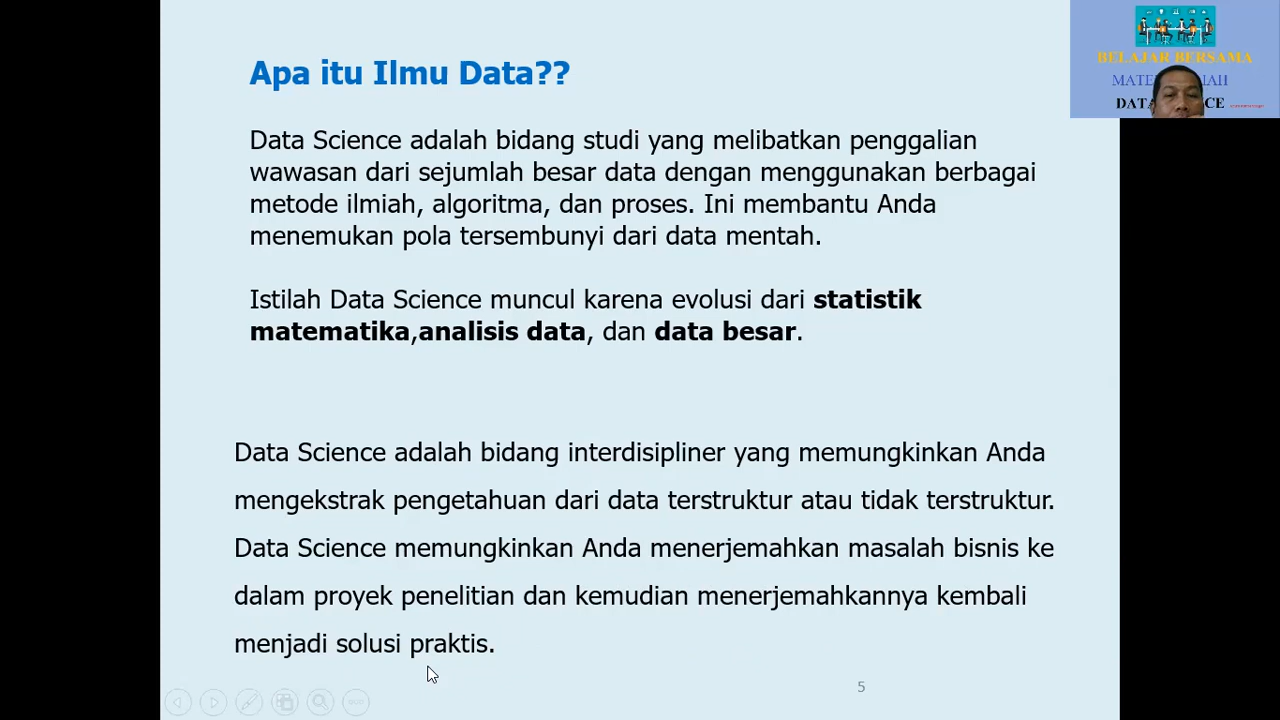 Apa itu Ilmu Data??
Data Science adalah bidang studi yang melibatkan penggalian
wawasan dari sejumlah besar data dengan menggunakan berbagai
metode ilmiah, algoritma, dan proses. Ini membantu Anda
menemukan pola tersembunyi dari data mentah.
Istilah Data Science muncul karena evolusi dari statistik
matematika,analisis data, dan data besar.
Data Science adalah bidang interdisipliner yang memungkinkan Anda
mengekstrak pengetahuan dari data terstruktur atau tidak terstruktur.
Data Science memungkinkan Anda menerjemahkan masalah bisnis ke
dalam proyek penelitian dan kemudian menerjemahkannya kembali
menjadi solusi praktis.
5
BELAJAR BERSAMA